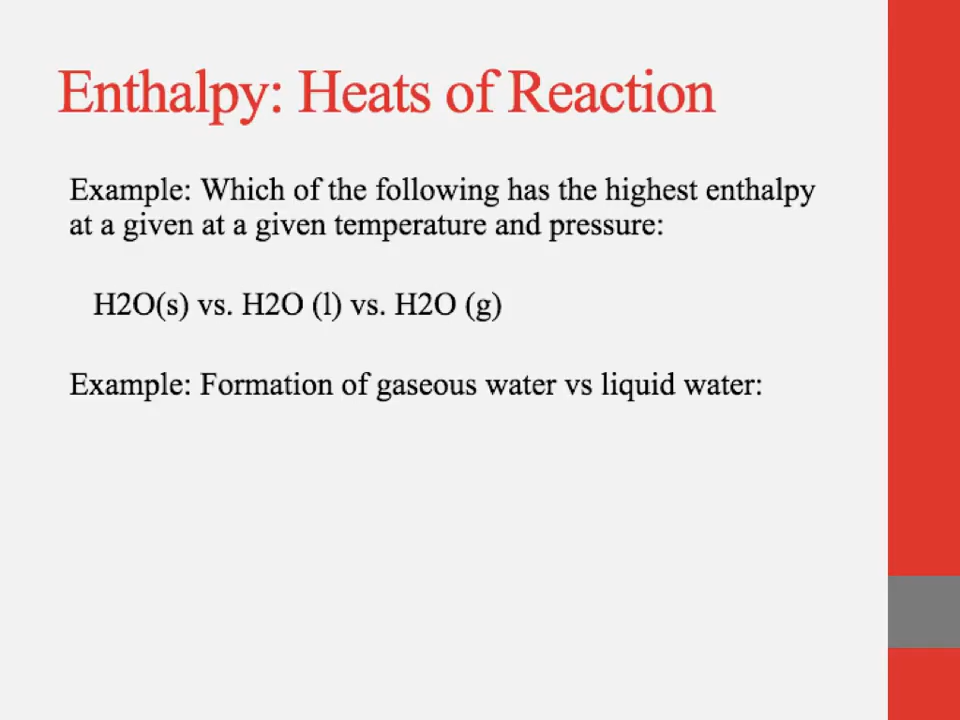 Enthalpy: Heats of Reaction
Example: Which of the following has the highest enthalpy
at a given at a given temperature and pressure:
H2O(s) vs. H2O (l) vs. H2O (g)
Example: Formation of gaseous water vs liquid water: